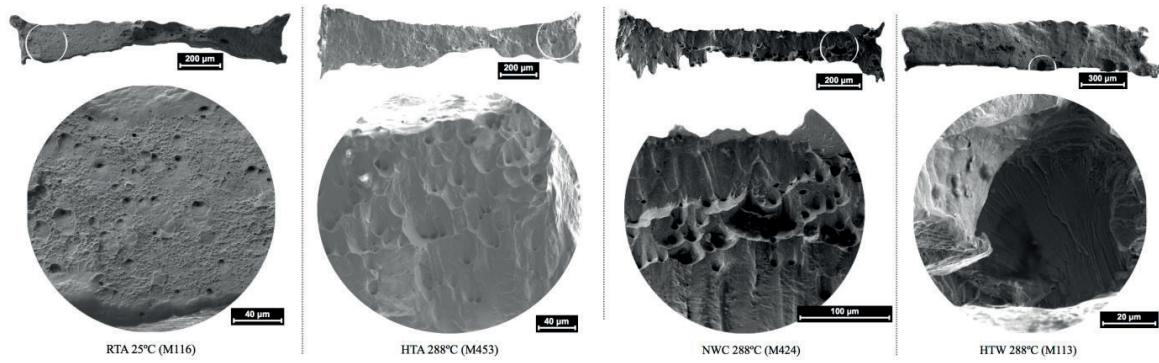 200 µm
200 µm
200 µm
300 µm
40 µm
40 µm
100 µm
20 µm
RTA 25ºC (M116)
HTA 288ºC (M453)
NWC 288ºC (M424)
HTW 288ºC (M113)